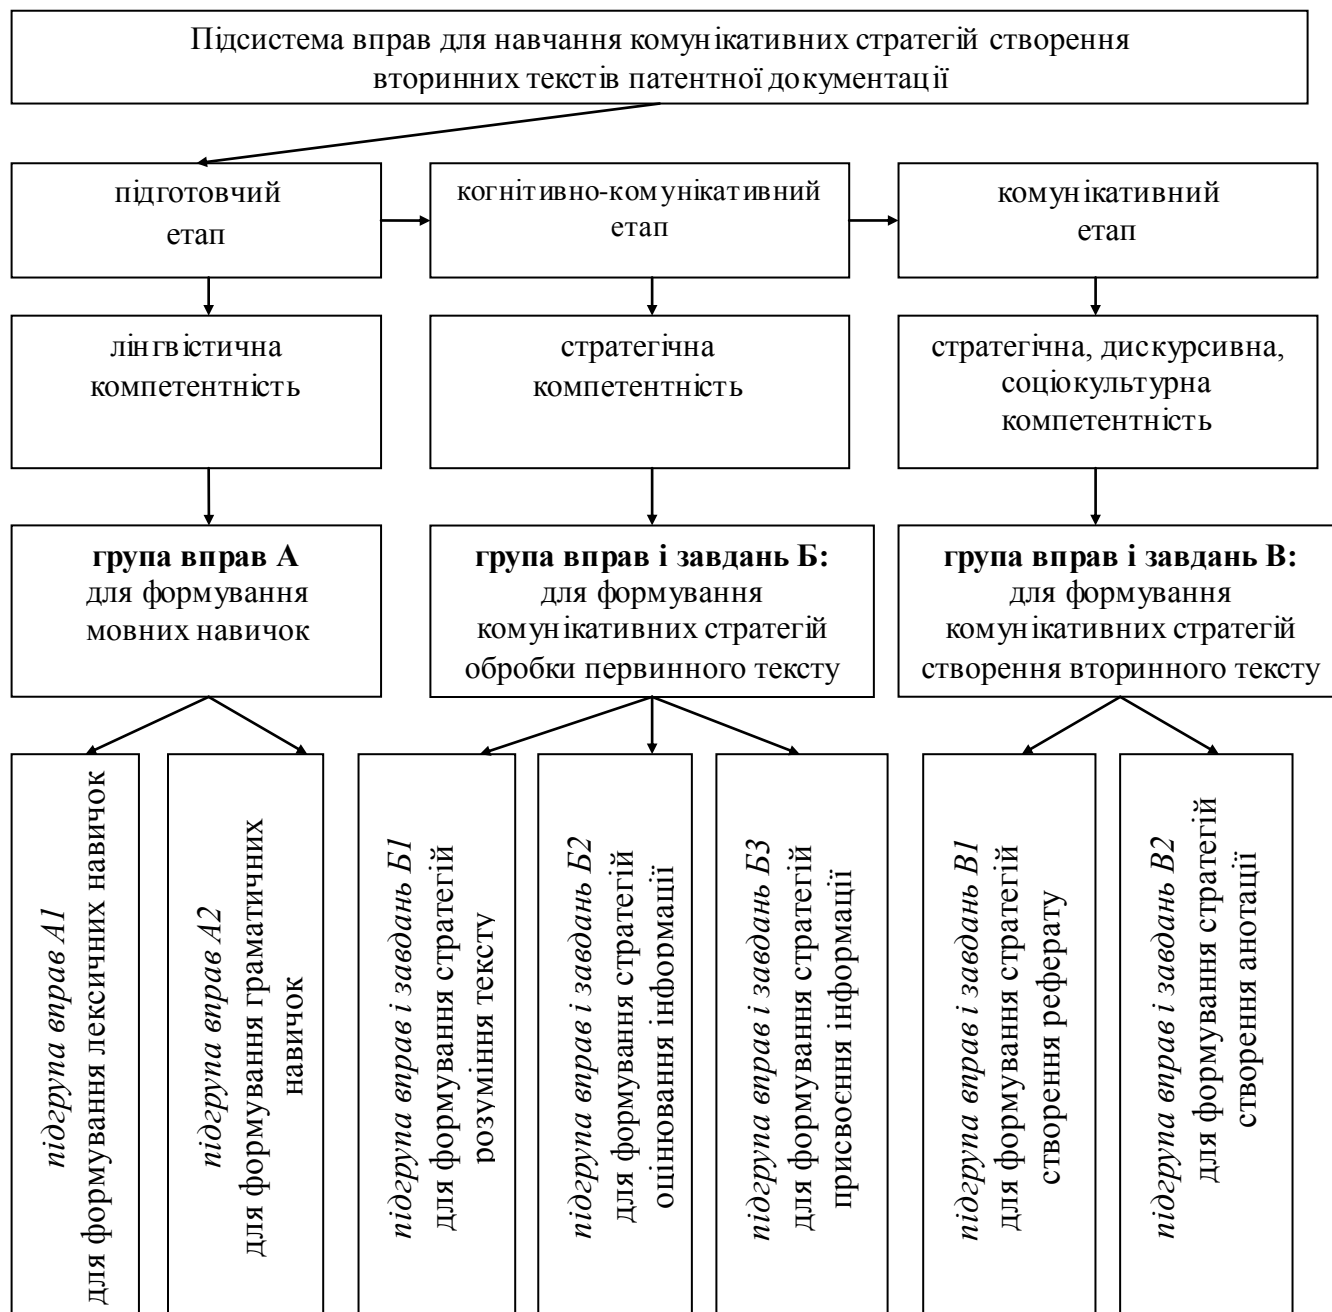 Підсистема вправ для навчання комунікативних стратегій створення
вторинних текстів патентної документації
підготовчий
етап
когнітивно-комунікативний
етап
комунікативний
етап
лінгвістична
компетентність
стратегічна
компетентність
стратегічна, дискурсивна,
соціокультурна
компетентність
група вправ А
для формування
мовних навичок
група вправ і завдань Б:
для формування
комунікативних стратегій
обробки первинного тексту
група вправ і завдань В:
для формування
комунікативних стратегій
створення вторинного тексту
підгрупа вправ А1
для формування лексичних навичок
підгрупа вправ А2
для формування граматичних
навичок
підгрупа вправ і завдань Б1
для формування стратегій
розуміння тексту
підгрупа вправ і завдань Б2
для формування стратегій
оцінювання інформації
підгрупа вправ і завдань Б3
для формування стратегій
присвоєння інформації
підгрупа вправ і завдань В1
для формування стратегій
створення реферату
підгрупа вправ і завдань В2
для формування стратегій
створення анотації